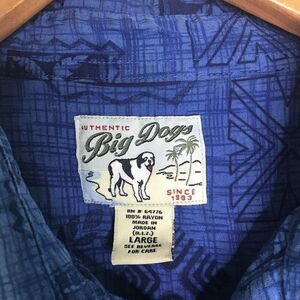 AUTHENTIC
Big Dogs
SINCE
1983
RN # 64776
100% RAYON
MADE IN
JORDAN
(Q.I.Z.)
LARGE
SEE REVERSE
FOR CARE